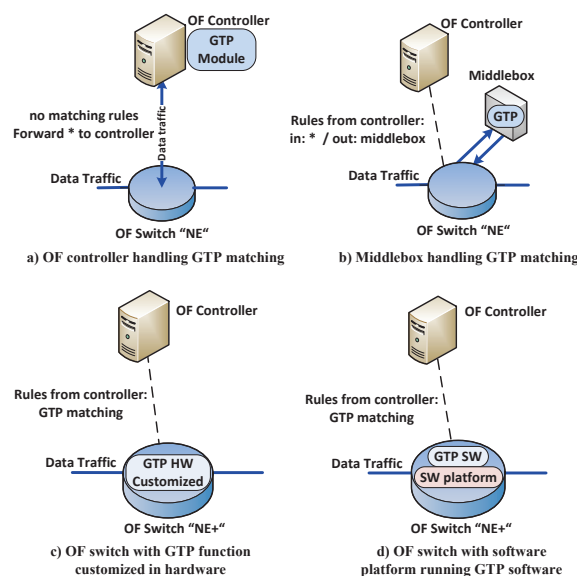 OF Controller
GTP
Module
no matching rules
Forward * to controller
Data traffic
Data Traffic
OF Switch “NE“
a) OF controller handling GTP matching
OF Controller
Middlebox
GTP
Rules from controller:
in: * / out: middlebox
Data Traffic
OF Switch “NE“
b) Middlebox handling GTP matching
OF Controller
Rules from controller:
GTP matching
Data Traffic
GTP HW
Customized
OF Switch “NE+“
c) OF switch with GTP function
customized in hardware
OF Controller
Rules from controller:
GTP matching
Data Traffic
GTP SW
SW platform
OF Switch “NE+“
d) OF switch with software
platform running GTP software